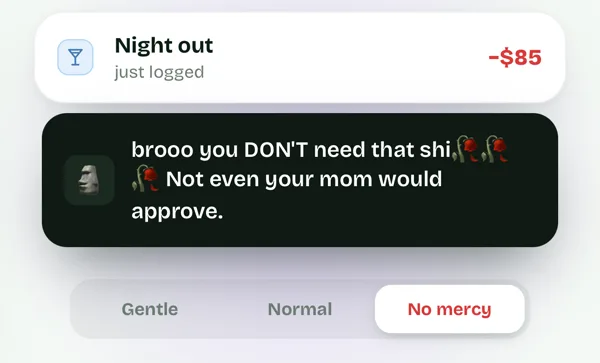 Night out
just logged
-$85
brooo you DON'T need that shi🥀🥀
🥀 Not even your mom would
approve.
Gentle
Normal
No mercy